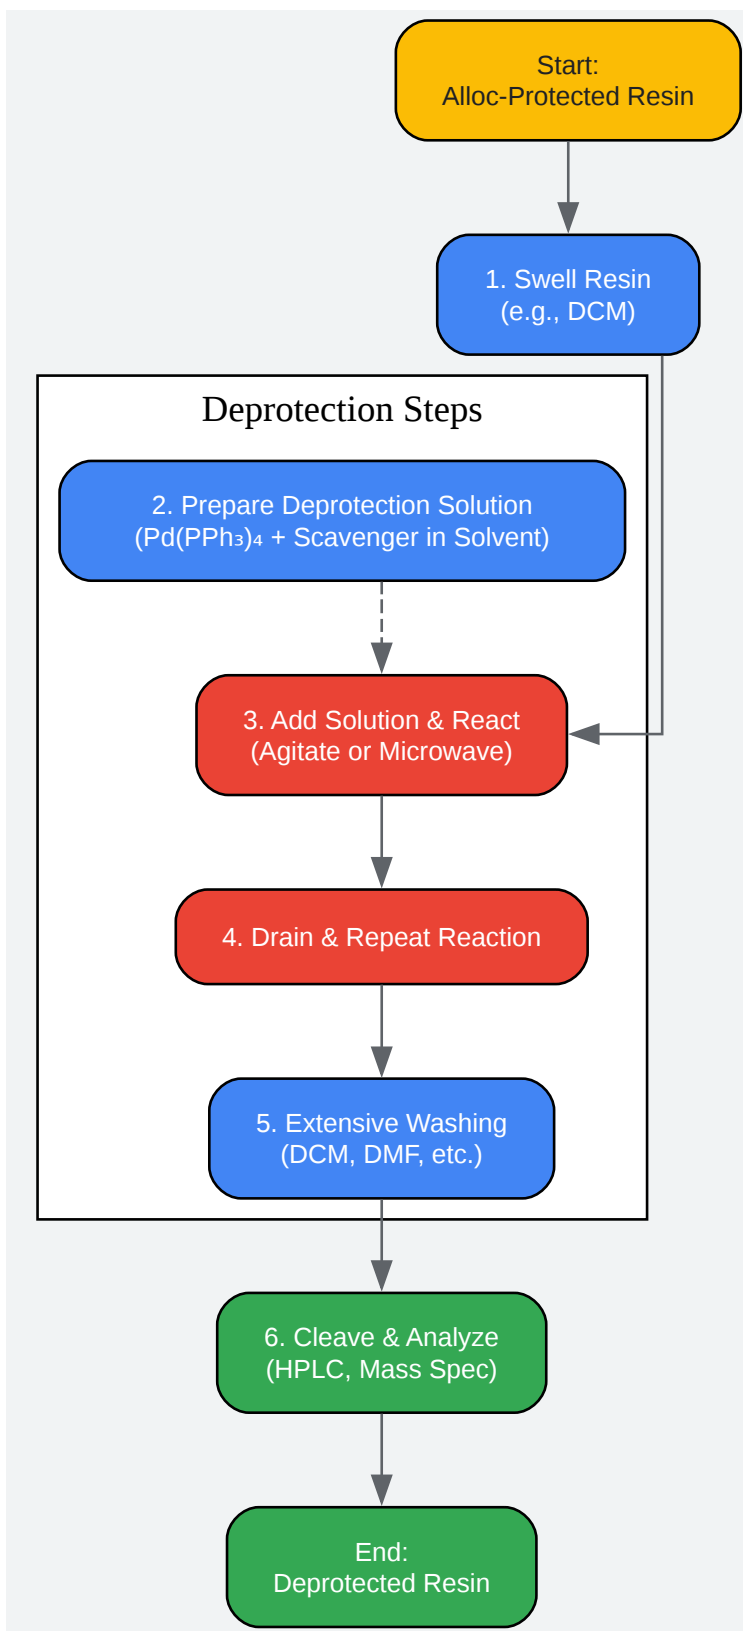 Start:
Alloc-Protected Resin
1. Swell Resin
(e.g., DCM)
Deprotection Steps
2. Prepare Deprotection Solution
(Pd(PPh₃)₄ + Scavenger in Solvent)
3. Add Solution & React
(Agitate or Microwave)
4. Drain & Repeat Reaction
5. Extensive Washing
(DCM, DMF, etc.)
6. Cleave & Analyze
(HPLC, Mass Spec)
End:
Deprotected Resin